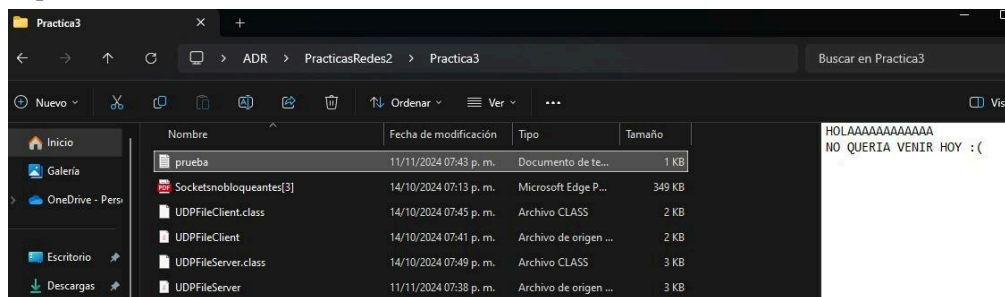 Practica3
ADR > PracticasRedes2 > Practica3
Buscar en Practica3
Nuevo
Ordenar
Ver
Vis
Inicio
Galería
OneDrive - Perso
Escritorio
Descargas
Nombre Fecha de modificación Tipo Tamaño
prueba 11/11/2024 07:43 p. m. Documento de te... 1 KB
PDF Socketsnobloqueantes[3] 14/10/2024 07:13 p. m. Microsoft Edge P... 349 KB
UDPFileClient.class 14/10/2024 07:45 p. m. Archivo CLASS 2 KB
UDPFileClient 14/10/2024 07:41 p. m. Archivo de origen ... 2 KB
UDPFileServer.class 14/10/2024 07:49 p. m. Archivo CLASS 3 KB
UDPFileServer 11/11/2024 07:38 p. m. Archivo de origen ... 3 KB
HOLAAAAAAAAAAAA
NO QUERIA VENIR HOY :(